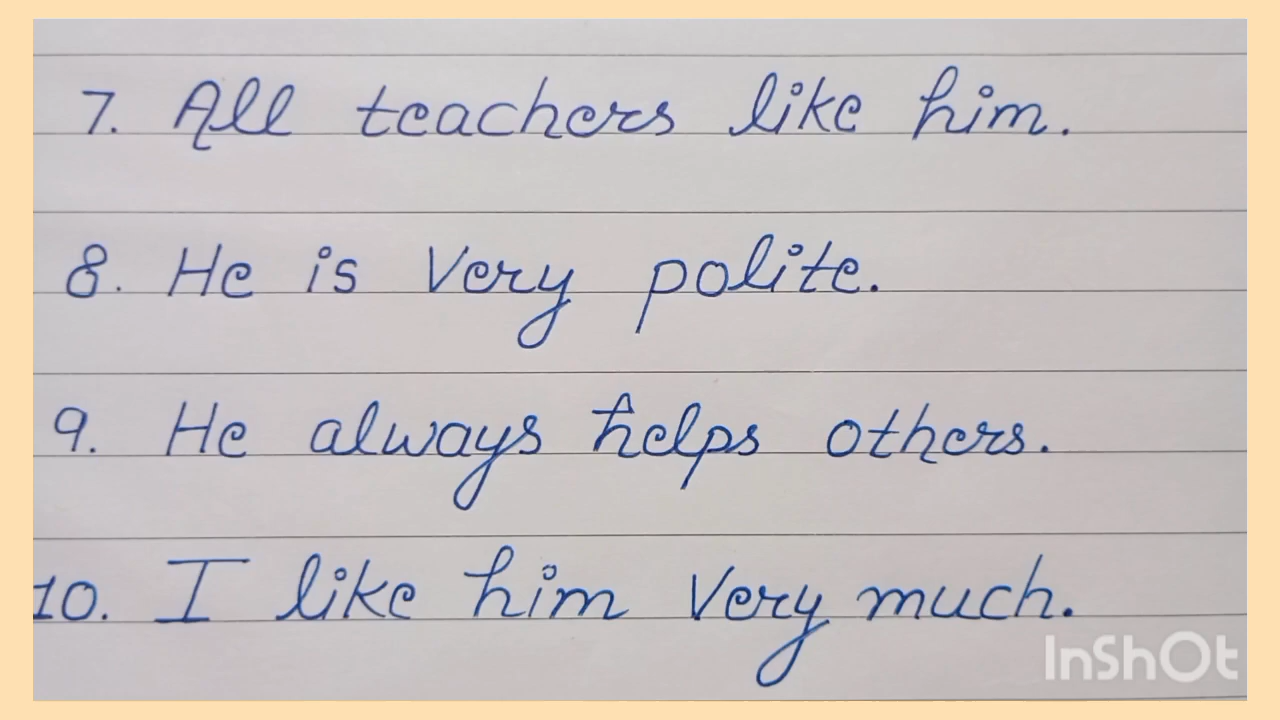 7. All teachers like him.
8. He is Very polite.
9. He always helps others.
10. I like him Very much.
InShOt